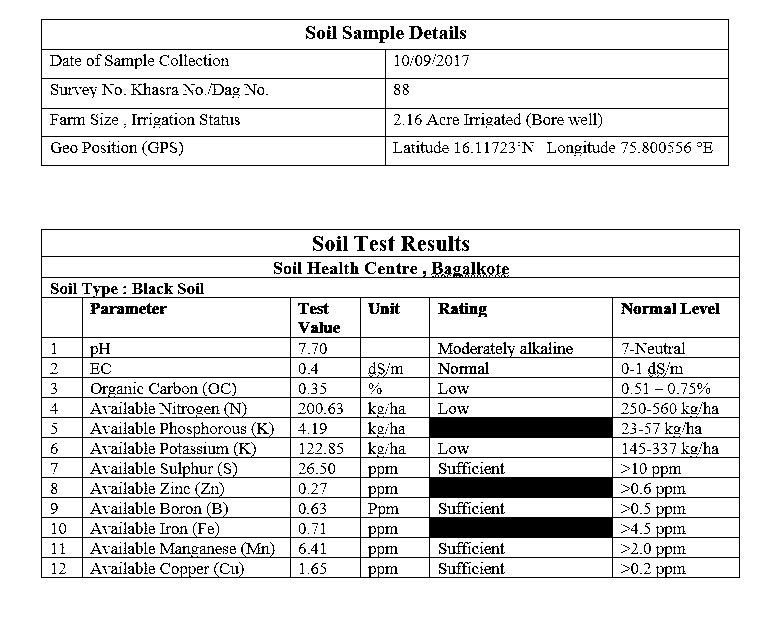 Soil Sample Details
Date of Sample Collection 10/09/2017
Survey No. Khasra No./Dag No. 88
Farm Size , Irrigation Status 2.16 Acre Irrigated (Bore well)
Geo Position (GPS) Latitude 16.11723°N Longitude 75.800556 °E
Soil Test Results
Soil Health Centre , Bagalkote
Soil Type : Black Soil
Parameter Test Value Unit Rating Normal Level
1 pH 7.70 Moderately alkaline 7-Neutral
2 EC 0.4 dS/m Normal 0-1 dS/m
3 Organic Carbon (OC) 0.35 % Low 0.51 – 0.75%
4 Available Nitrogen (N) 200.63 kg/ha Low 250-560 kg/ha
5 Available Phosphorous (K) 4.19 kg/ha 23-57 kg/ha
6 Available Potassium (K) 122.85 kg/ha Low 145-337 kg/ha
7 Available Sulphur (S) 26.50 ppm Sufficient >10 ppm
8 Available Zinc (Zn) 0.27 ppm >0.6 ppm
9 Available Boron (B) 0.63 Ppm Sufficient >0.5 ppm
10 Available Iron (Fe) 0.71 ppm >4.5 ppm
11 Available Manganese (Mn) 6.41 ppm Sufficient >2.0 ppm
12 Available Copper (Cu) 1.65 ppm Sufficient >0.2 ppm